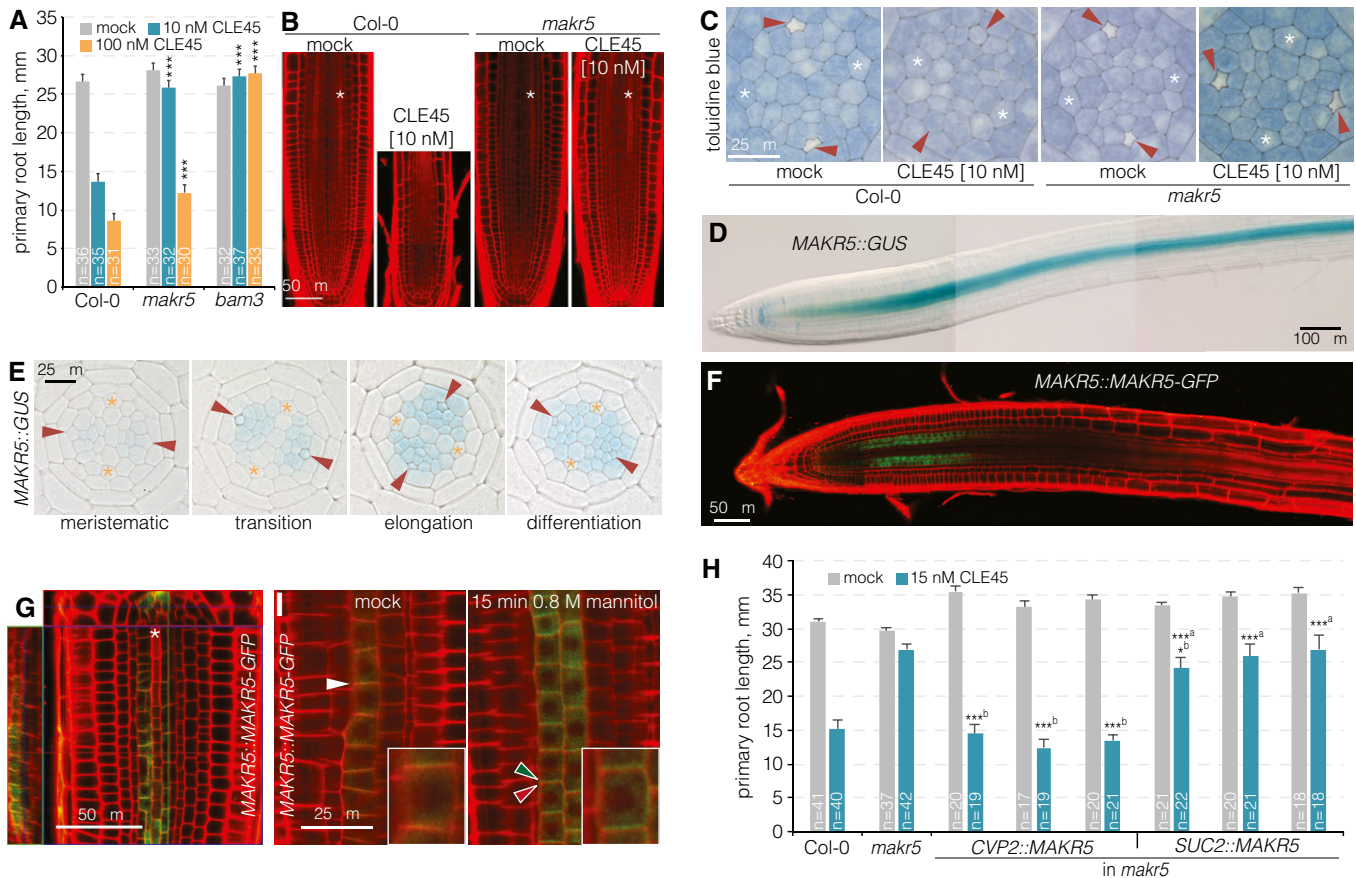 A
primary root length, mm
35
30
25
20
15
10
5
0
mock 10 nM CLE45
100 nM CLE45
*** *** ***
***
n=36 n=35 n=31 n=33 n=32 n=30 n=32 n=37 n=33
Col-0 makr5 bam3
B
Col-0 makr5
mock mock CLE45
[10 nM]
CLE45
[10 nM]
* * *
50 m
C
toluidine blue
* * * * * * * *
25 m
mock CLE45 [10 nM] mock CLE45 [10 nM]
Col-0 makr5
D
MAKR5::GUS
100 m
E
25 m
MAKR5::GUS
* * * * * * * *
meristematic transition elongation differentiation
F
MAKR5::MAKR5-GFP
50 m
G
*
MAKR5::MAKR5-GFP
50 m
I
mock 15 min 0.8 M mannitol
MAKR5::MAKR5-GFP
25 m
H
primary root length, mm
40
35
30
25
20
15
10
5
0
mock 15 nM CLE45
***b ***b ***b ***a ***a ***a
*b
n=41 n=40 n=37 n=42 n=20 n=19 n=17 n=19 n=20 n=21 n=21 n=22 n=20 n=21 n=18 n=18
Col-0 makr5 CVP2::MAKR5 SUC2::MAKR5
in makr5